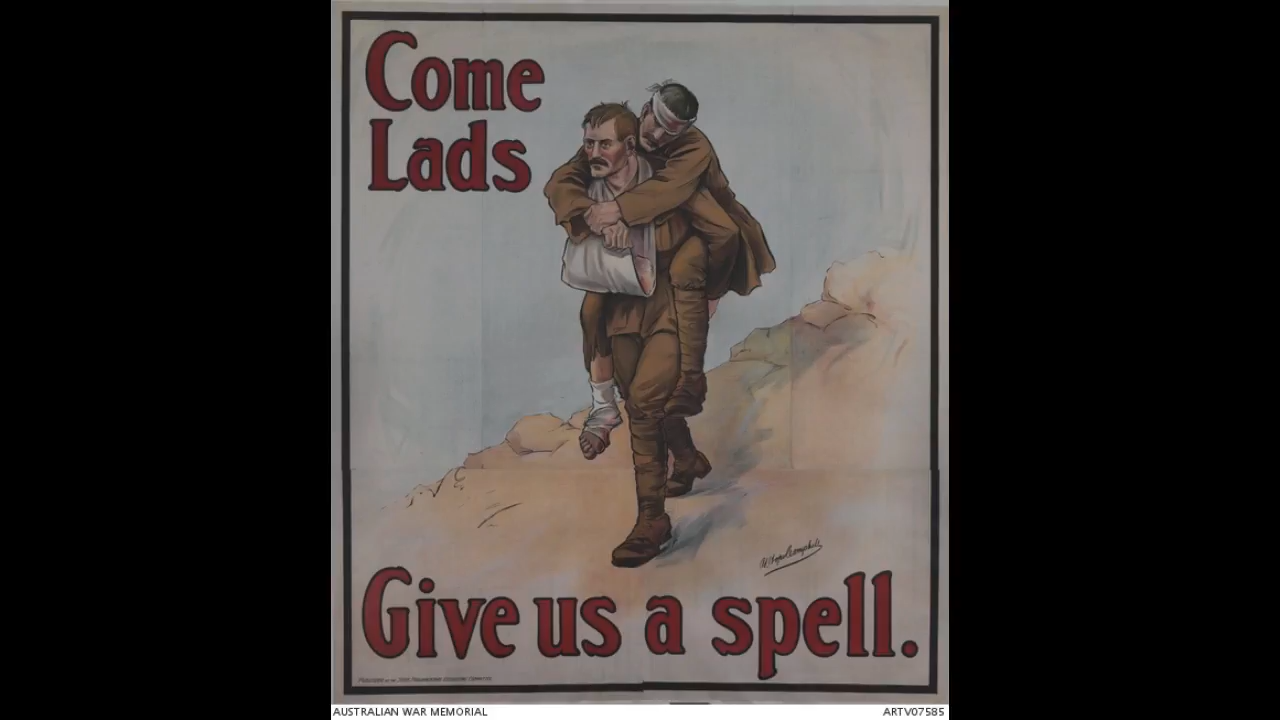 Come
Lads
Give us a spell.
AUSTRALIAN WAR MEMORIAL
ARTV07585